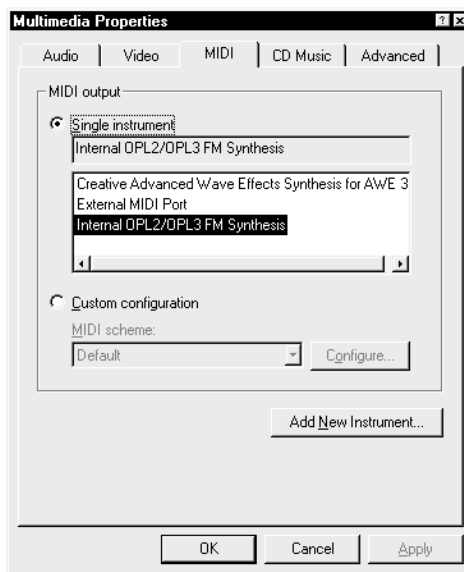 Multimedia Properties
Audio
Video
MIDI
CD Music
Advanced
MIDI output
Single instrument
Internal OPL2/OPL3 FM Synthesis
Creative Advanced Wave Effects Synthesis for AWE 3
External MIDI Port
Internal OPL2/OPL3 FM Synthesis
Custom configuration
MIDI scheme:
Default
Configure...
Add New Instrument...
OK
Cancel
Apply